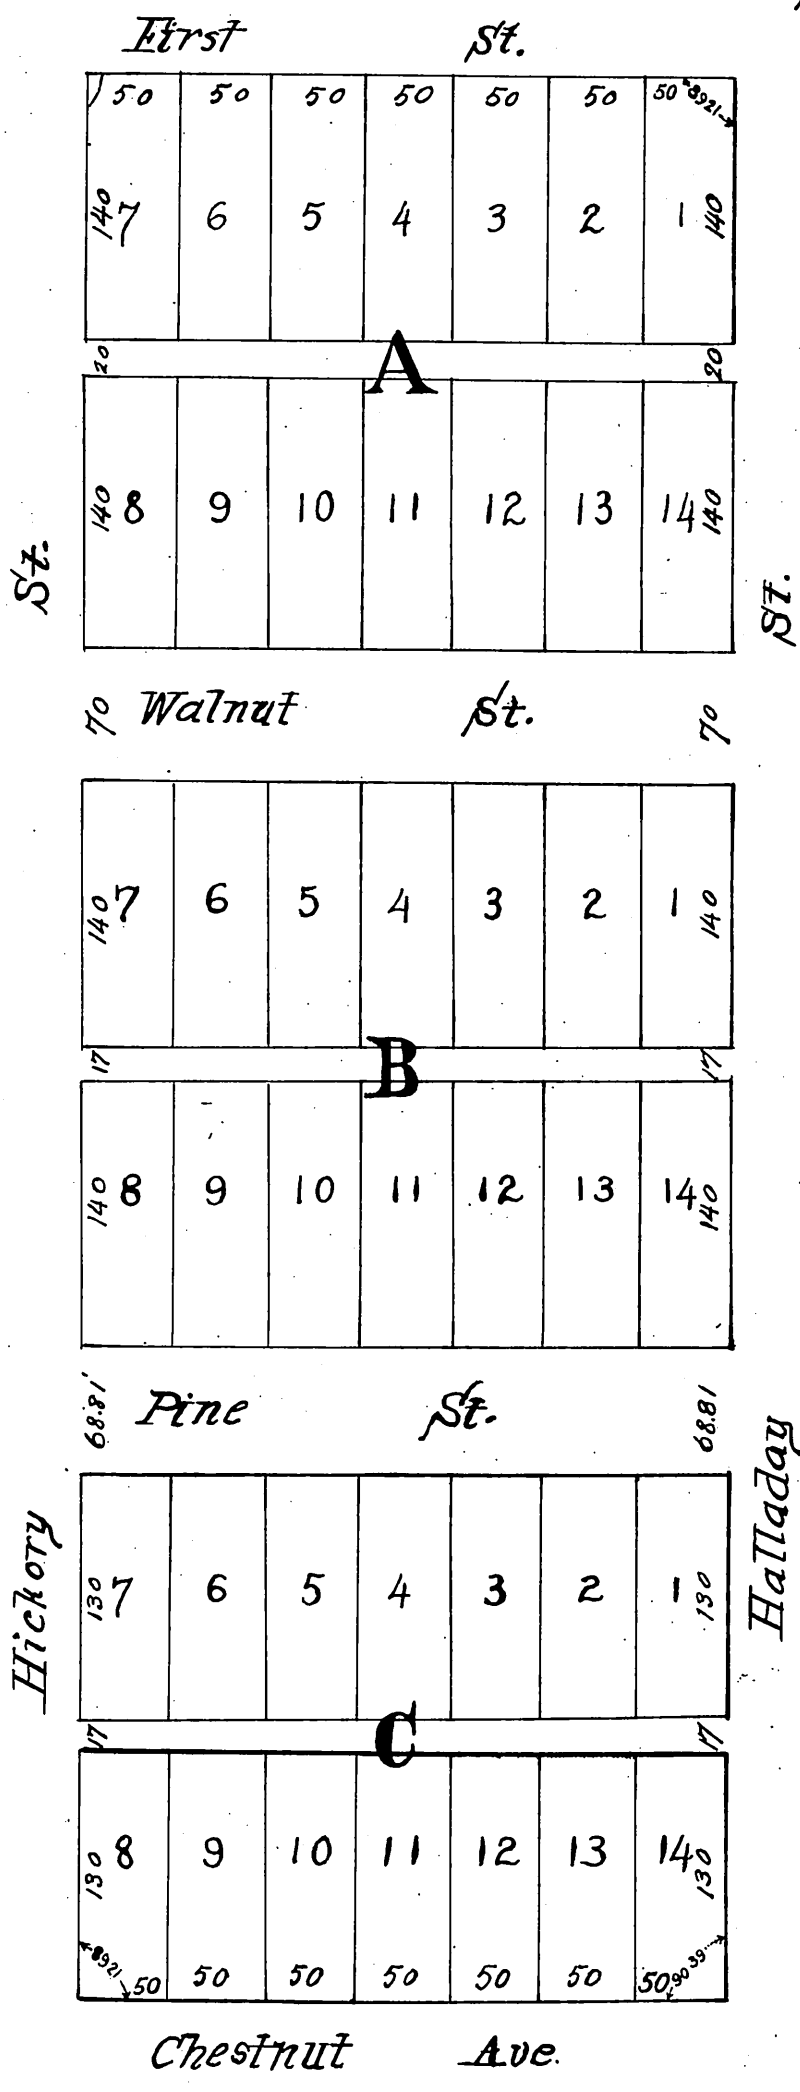 First St.
50 50 50 50 50 50 50 8921
140 7 6 5 4 3 2 1 140
20 A 20
140 8 9 10 11 12 13 14 140
St. St.
70 Walnut St. 70
140 7 6 5 4 3 2 1 140
17 B 17
140 8 9 10 11 12 13 14 140
68.81 Pine St. 68.81
Hickory Halladay
130 7 6 5 4 3 2 1 130
17 C 17
130 8 9 10 11 12 13 14 130
8921 50 50 50 50 50 50 50 90 39
Chestnut Ave.